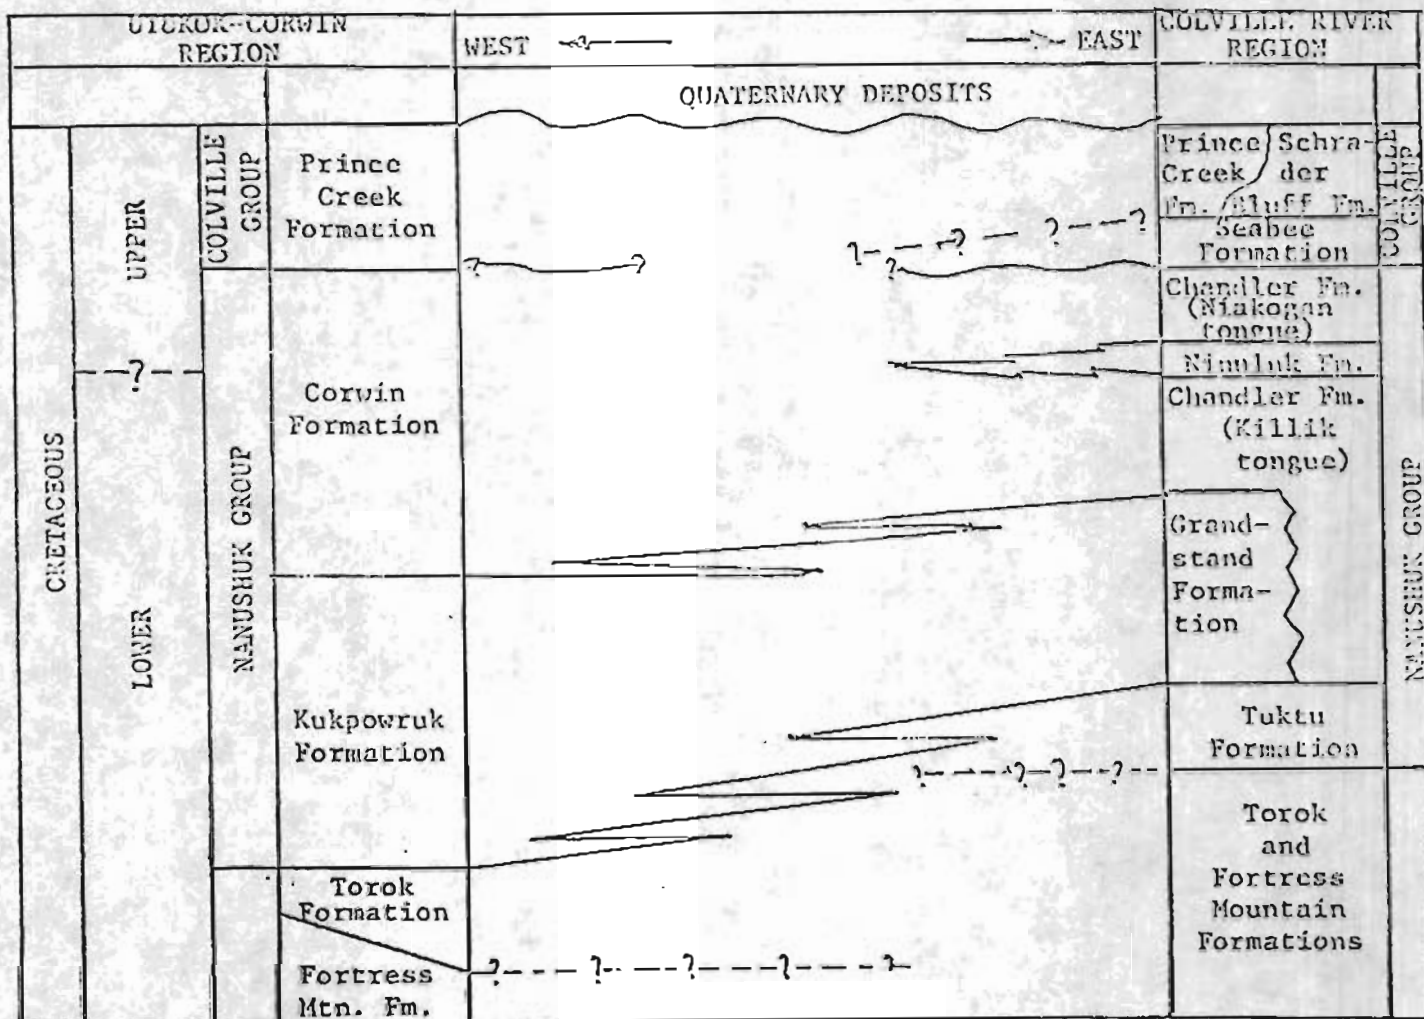 UTUKOK-CORWIN
REGION
WEST
EAST
COLVILLE RIVER
REGION
QUATERNARY DEPOSITS
CRETACEOUS
UPPER
?
LOWER
COLVILLE
GROUP
NANUSHUK GROUP
Prince
Creek
Formation
Corwin
Formation
Kukpowruk
Formation
Torok
Formation
Fortress
Mtn. Fm.
? ?
? ? ? ?
?
? ? ? ?
? ? ? ? ?
Prince Schra-
Creek der
Fm. Bluff Fm.
Seabee
Formation
Chandler Fm.
(Niakogan
tongue)
Ninuluk Fm.
Chandler Fm.
(Killik
tongue)
Grand-
stand
Forma-
tion
Tuktu
Formation
Torok
and
Fortress
Mountain
Formations
COLVILLE
GROUP
NANUSHUK GROUP